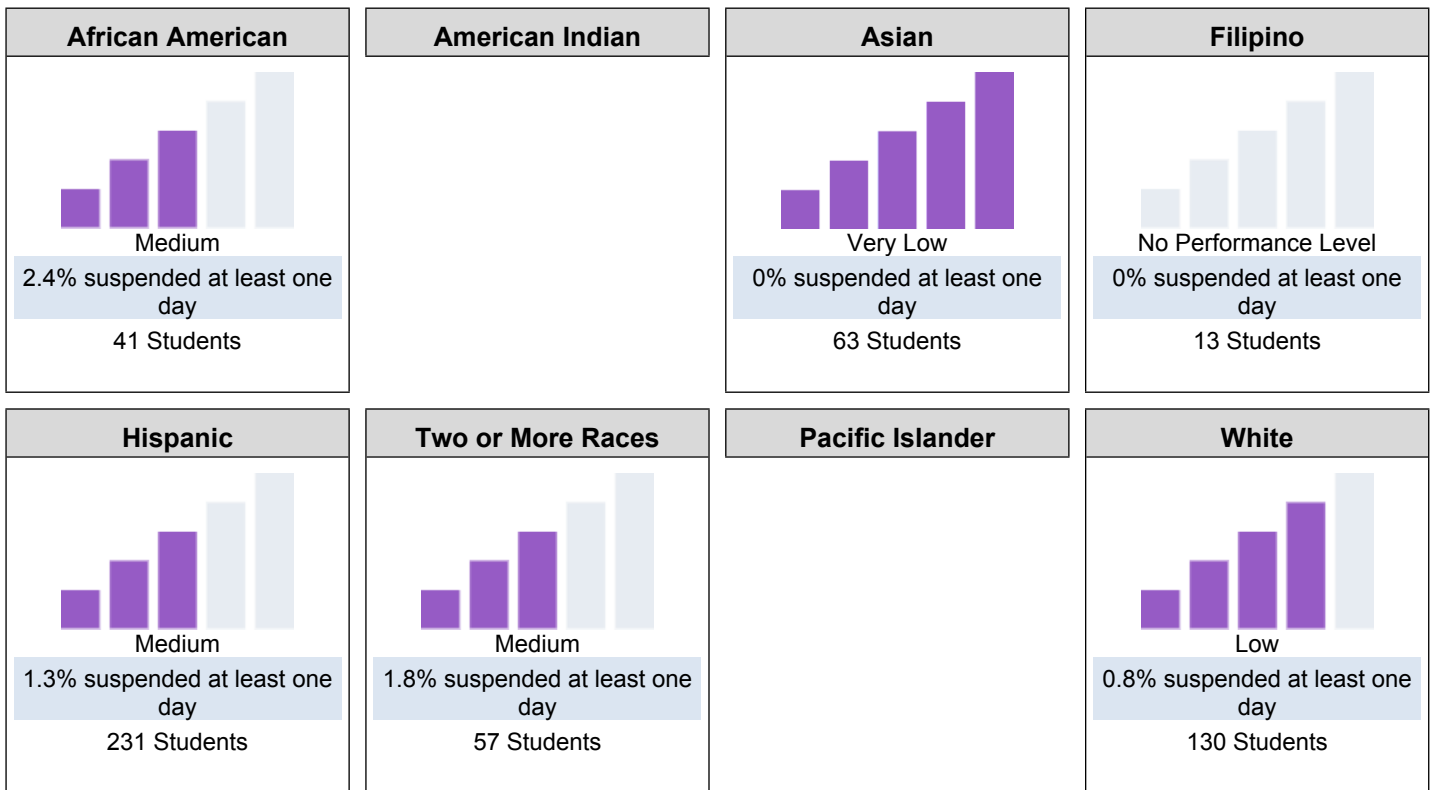 African American
American Indian
Asian
Filipino
Medium
2.4% suspended at least one
day
41 Students
Very Low
0% suspended at least one
day
63 Students
No Performance Level
0% suspended at least one
day
13 Students
Hispanic
Two or More Races
Pacific Islander
White
Medium
1.3% suspended at least one
day
231 Students
Medium
1.8% suspended at least one
day
57 Students
Low
0.8% suspended at least one
day
130 Students